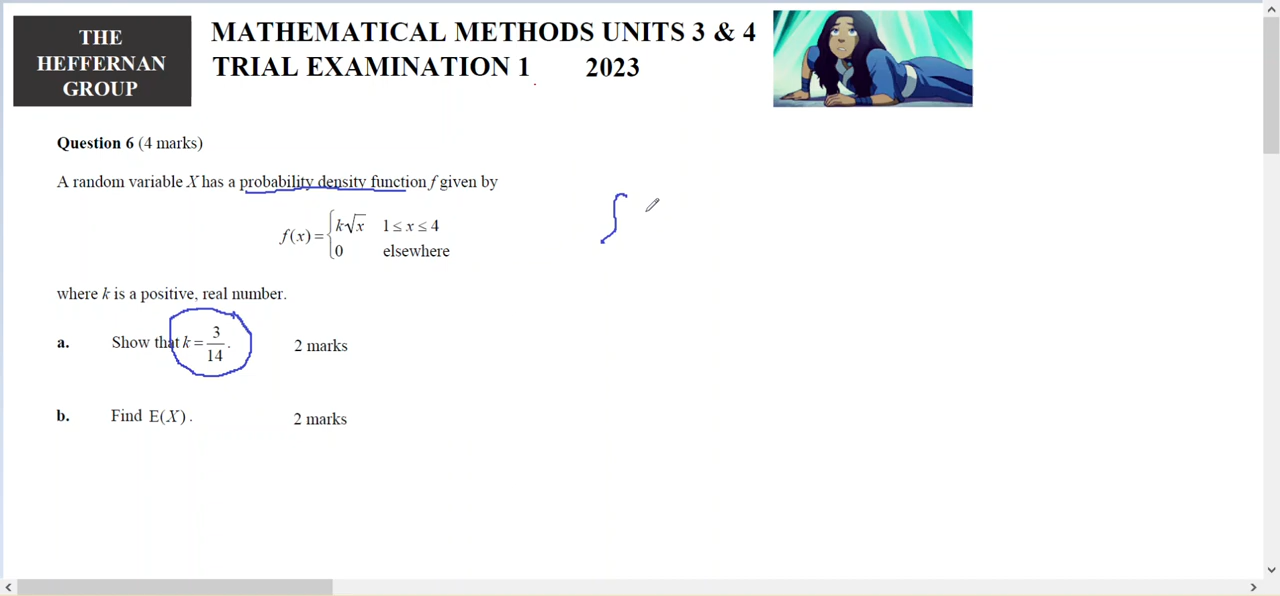 THE
HEFFERNAN
GROUP
MATHEMATICAL METHODS UNITS 3 & 4
TRIAL EXAMINATION 1 2023
Question 6 (4 marks)
A random variable X has a probability density function f given by
f(x) = { k√x 1 ≤ x ≤ 4
0 elsewhere
where k is a positive, real number.
a. Show that k = 3/14. 2 marks
b. Find E(X). 2 marks
∫